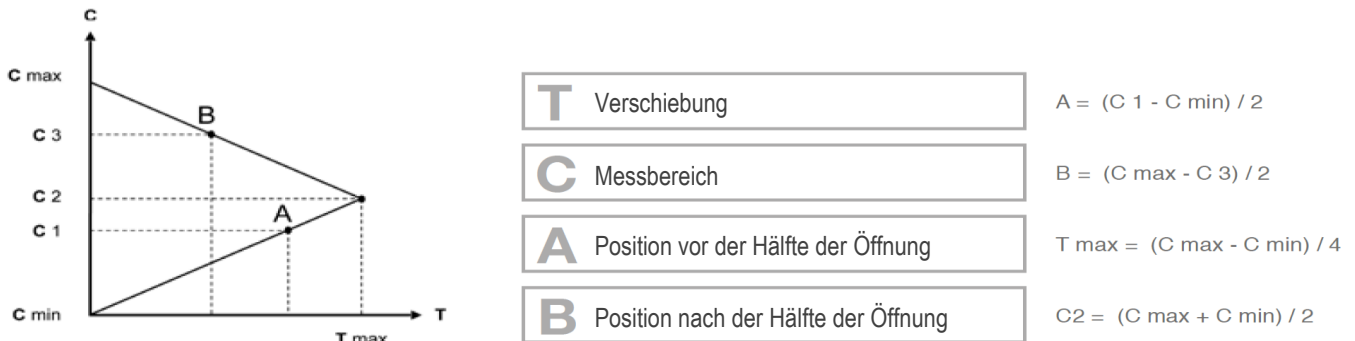 C
C max
C 3
C 2
C 1
C min
B
A
T
T max
T Verschiebung
A = (C 1 - C min) / 2
C Messbereich
B = (C max - C 3) / 2
A Position vor der Hälfte der Öffnung
T max = (C max - C min) / 4
B Position nach der Hälfte der Öffnung
C2 = (C max + C min) / 2